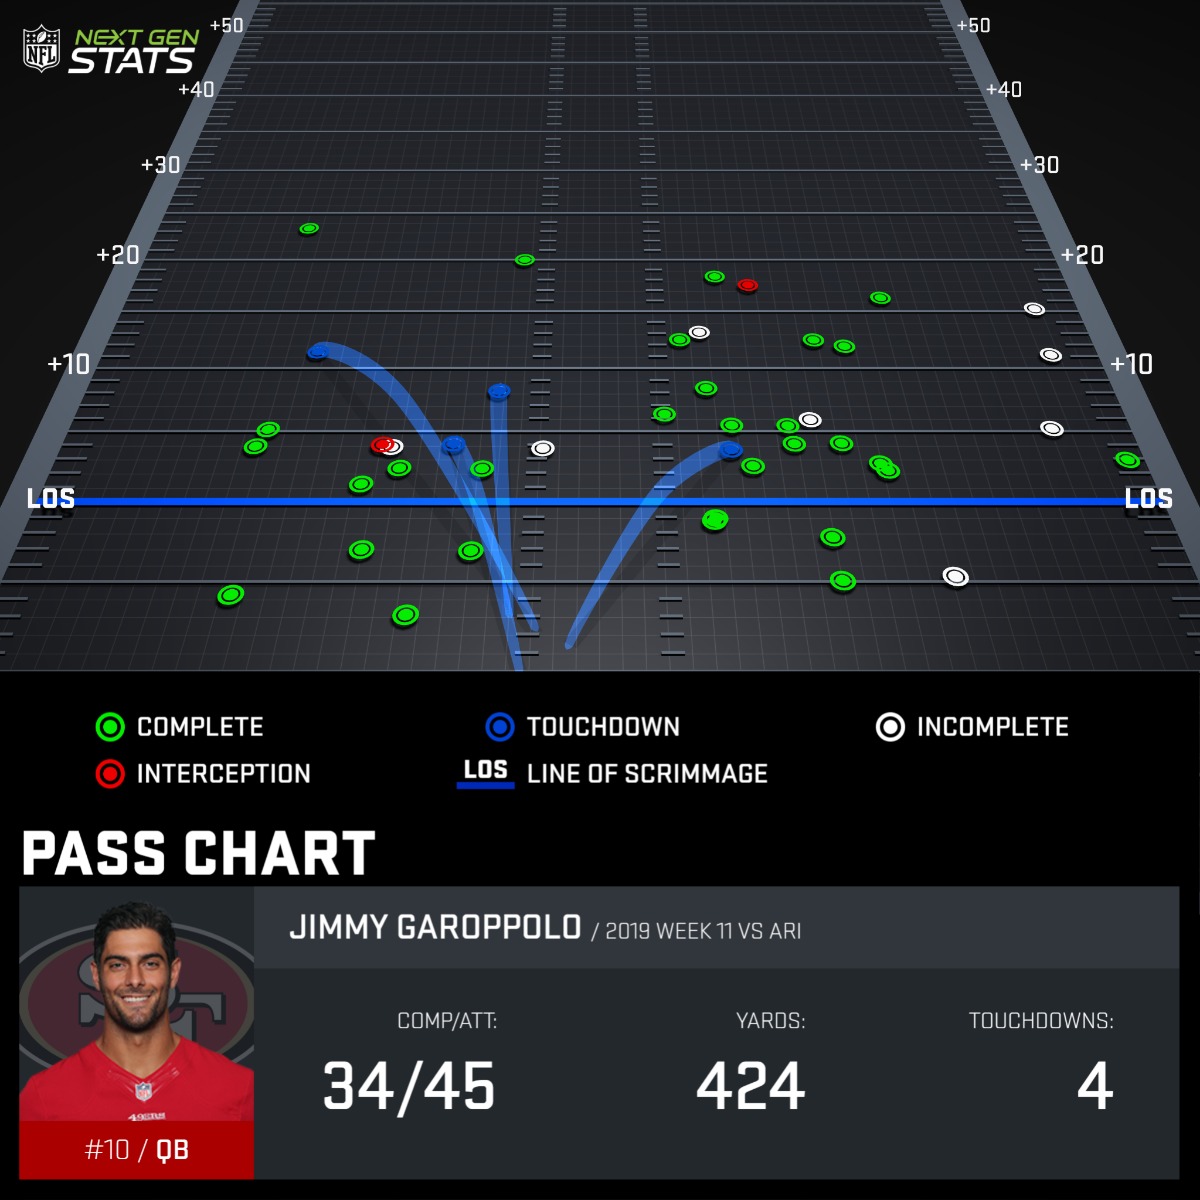 +50 +50
NFL NEXT GEN
STATS
+40 +40
+30 +30
+20 +20
+10 +10
LOS LOS
COMPLETE TOUCHDOWN INCOMPLETE
INTERCEPTION LOS LINE OF SCRIMMAGE
PASS CHART
JIMMY GAROPPOLO / 2019 WEEK 11 VS ARI
COMP/ATT: YARDS: TOUCHDOWNS:
34/45 424 4
49ERS
#10 / QB